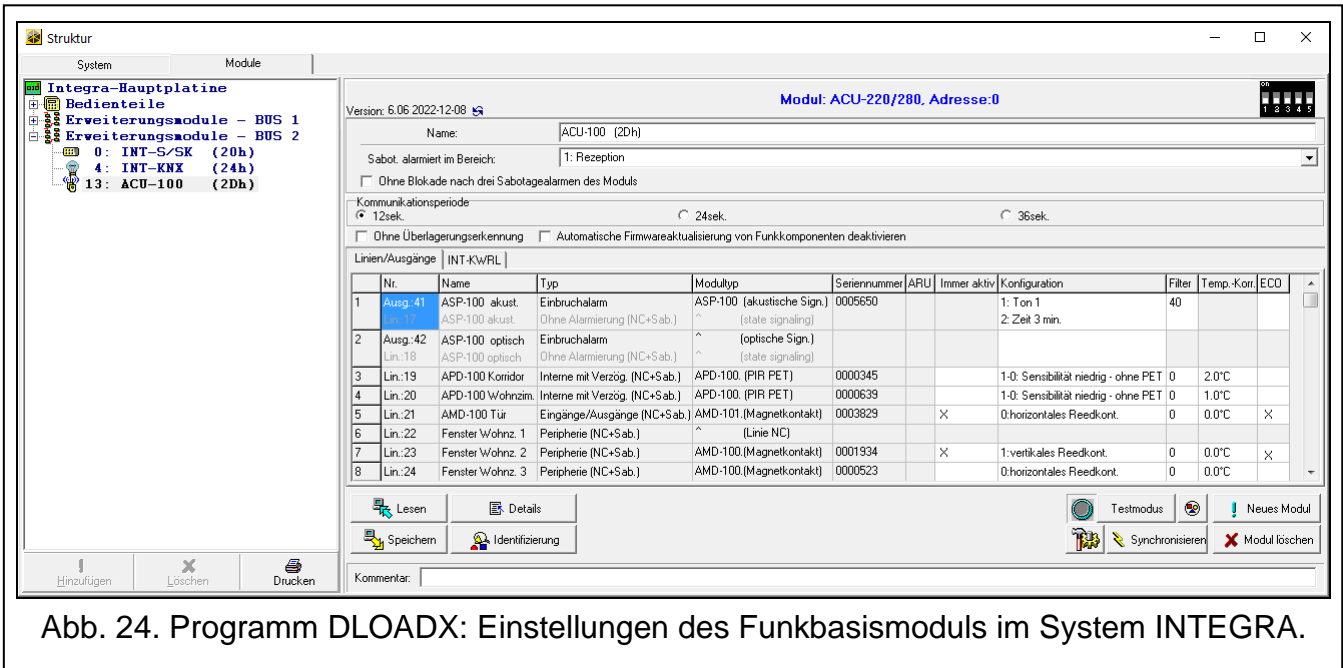 Struktur
System Module
Integra-Hauptplatine
Bedienteile
Erweiterungsmodule - BUS 1
Erweiterungsmodule - BUS 2
0: INT-S/SK (20h)
4: INT-KNX (24h)
13: ACU-100 (2Dh)
Hinzufügen Löschen Drucken
Version: 6.06 2022-12-08 Modul: ACU-220/280, Adresse:0
on
1 2 3 4 5
Name: ACU-100 (2Dh)
Sabot. alarmiert im Bereich: 1: Rezeption
Ohne Blokade nach drei Sabotagealarmen des Moduls
Kommunikationsperiode
12sek. 24sek. 36sek.
Ohne Überlagerungserkennung Automatische Firmwareaktualisierung von Funkkomponenten deaktivieren
Linien/Ausgänge INT-KWRL
Nr. Name Typ Modultyp Seriennummer ARU Immer aktiv Konfiguration Filter Temp.-Korr. ECO
1 Ausg.:41 ASP-100 akust. Einbruchalarm ASP-100 (akustische Sign.) 0005650 1: Ton 1 40
Lin.:17 ASP-100 akust. Ohne Alarmierung (NC+Sab.) ^ (state signaling) 2: Zeit 3 min.
2 Ausg.:42 ASP-100 optisch Einbruchalarm ^ (optische Sign.)
Lin.:18 ASP-100 optisch Ohne Alarmierung (NC+Sab.) ^ (state signaling)
3 Lin.:19 APD-100 Korridor Interne mit Verzög. (NC+Sab.) APD-100. (PIR PET) 0000345 1-0: Sensibilität niedrig - ohne PET 0 2.0°C
4 Lin.:20 APD-100 Wohnzim. Interne mit Verzög. (NC+Sab.) APD-100. (PIR PET) 0000639 1-0: Sensibilität niedrig - ohne PET 0 1.0°C
5 Lin.:21 AMD-100 Tür Eingänge/Ausgänge (NC+Sab.) AMD-101.(Magnetkontakt) 0003829 X 0:horizontales Reedkont. 0 0.0°C X
6 Lin.:22 Fenster Wohnz. 1 Peripherie (NC+Sab.) ^ (Linie NC)
7 Lin.:23 Fenster Wohnz. 2 Peripherie (NC+Sab.) AMD-100.(Magnetkontakt) 0001934 X 1:vertikales Reedkont. 0 0.0°C X
8 Lin.:24 Fenster Wohnz. 3 Peripherie (NC+Sab.) AMD-100.(Magnetkontakt) 0000523 0:horizontales Reedkont. 0 0.0°C
Lesen Details Testmodus Neues Modul
Speichern Identifizierung Synchronisieren Modul löschen
Kommentar:
Abb. 24. Programm DLOADX: Einstellungen des Funkbasismoduls im System INTEGRA.